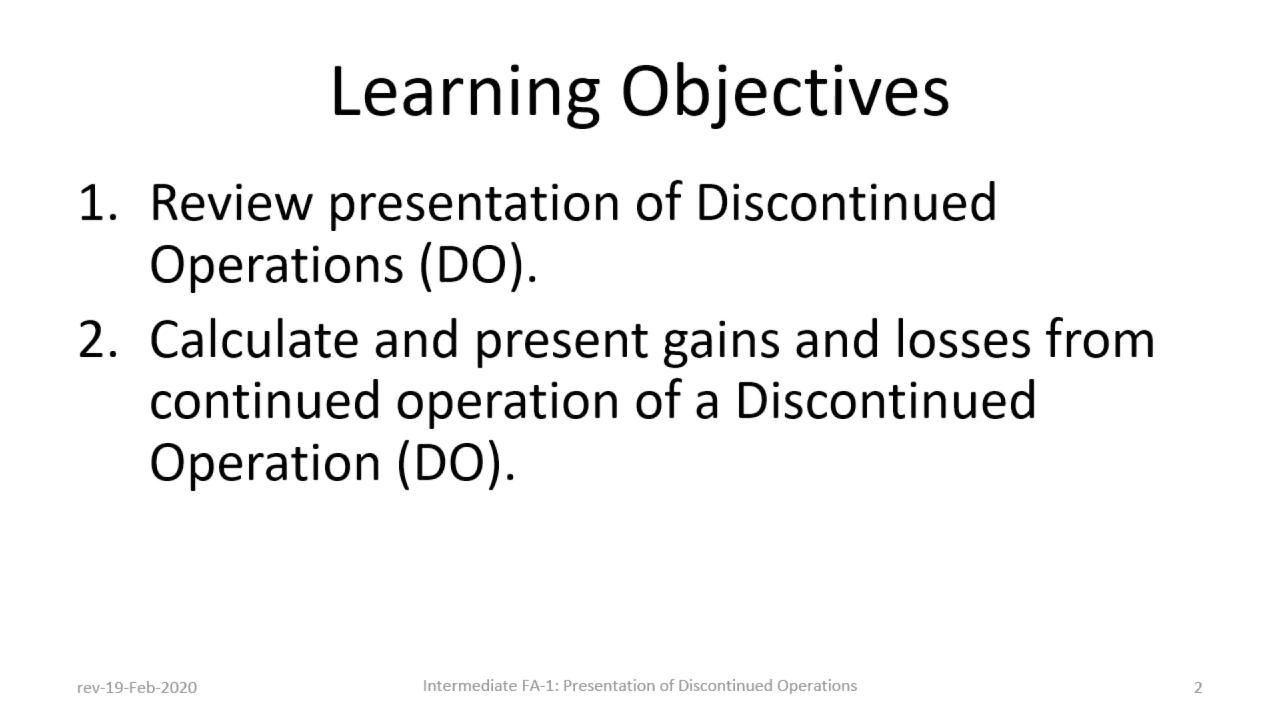 Learning Objectives
1. Review presentation of Discontinued
Operations (DO).
2. Calculate and present gains and losses from
continued operation of a Discontinued
Operation (DO).
rev-19-Feb-2020
Intermediate FA-1: Presentation of Discontinued Operations
2